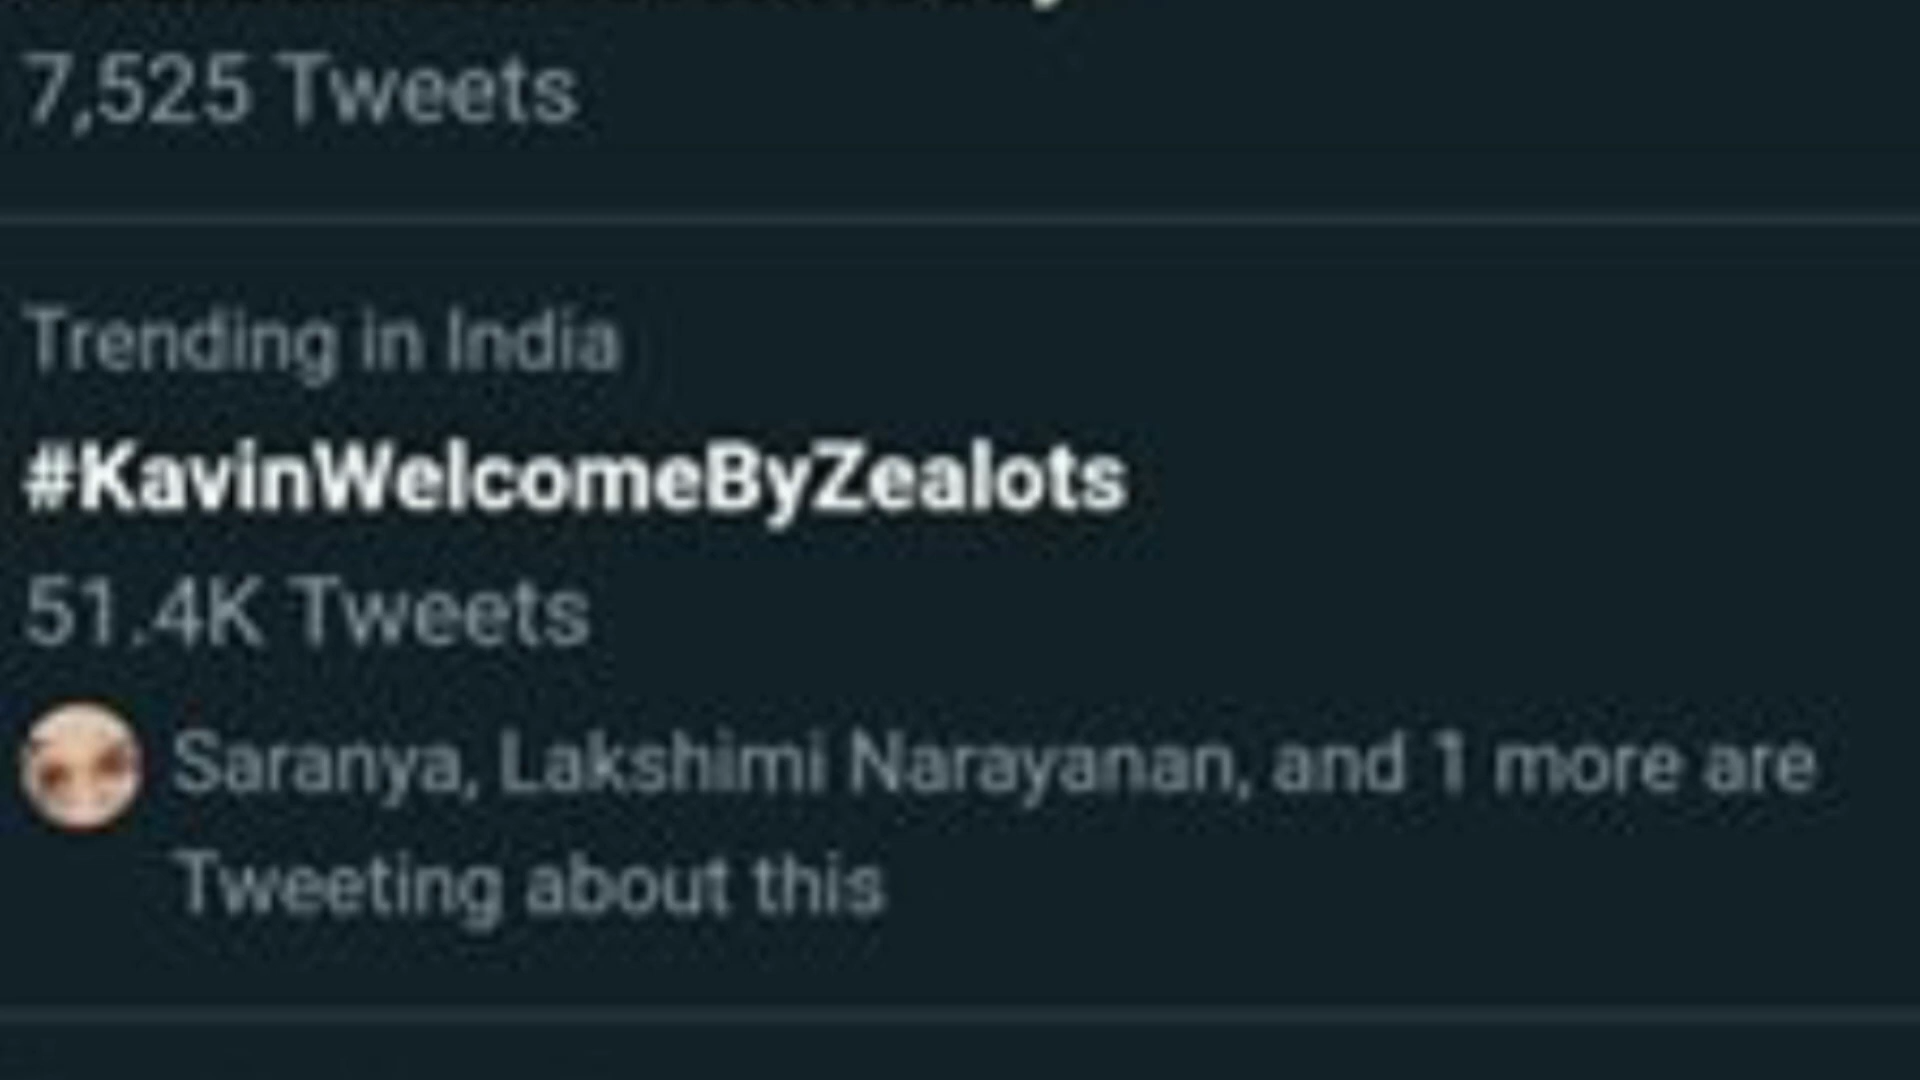 7,525 Tweets
Trending in India
#KavinWelcomeByZealots
51.4K Tweets
Saranya, Lakshimi Narayanan, and 1 more are
Tweeting about this